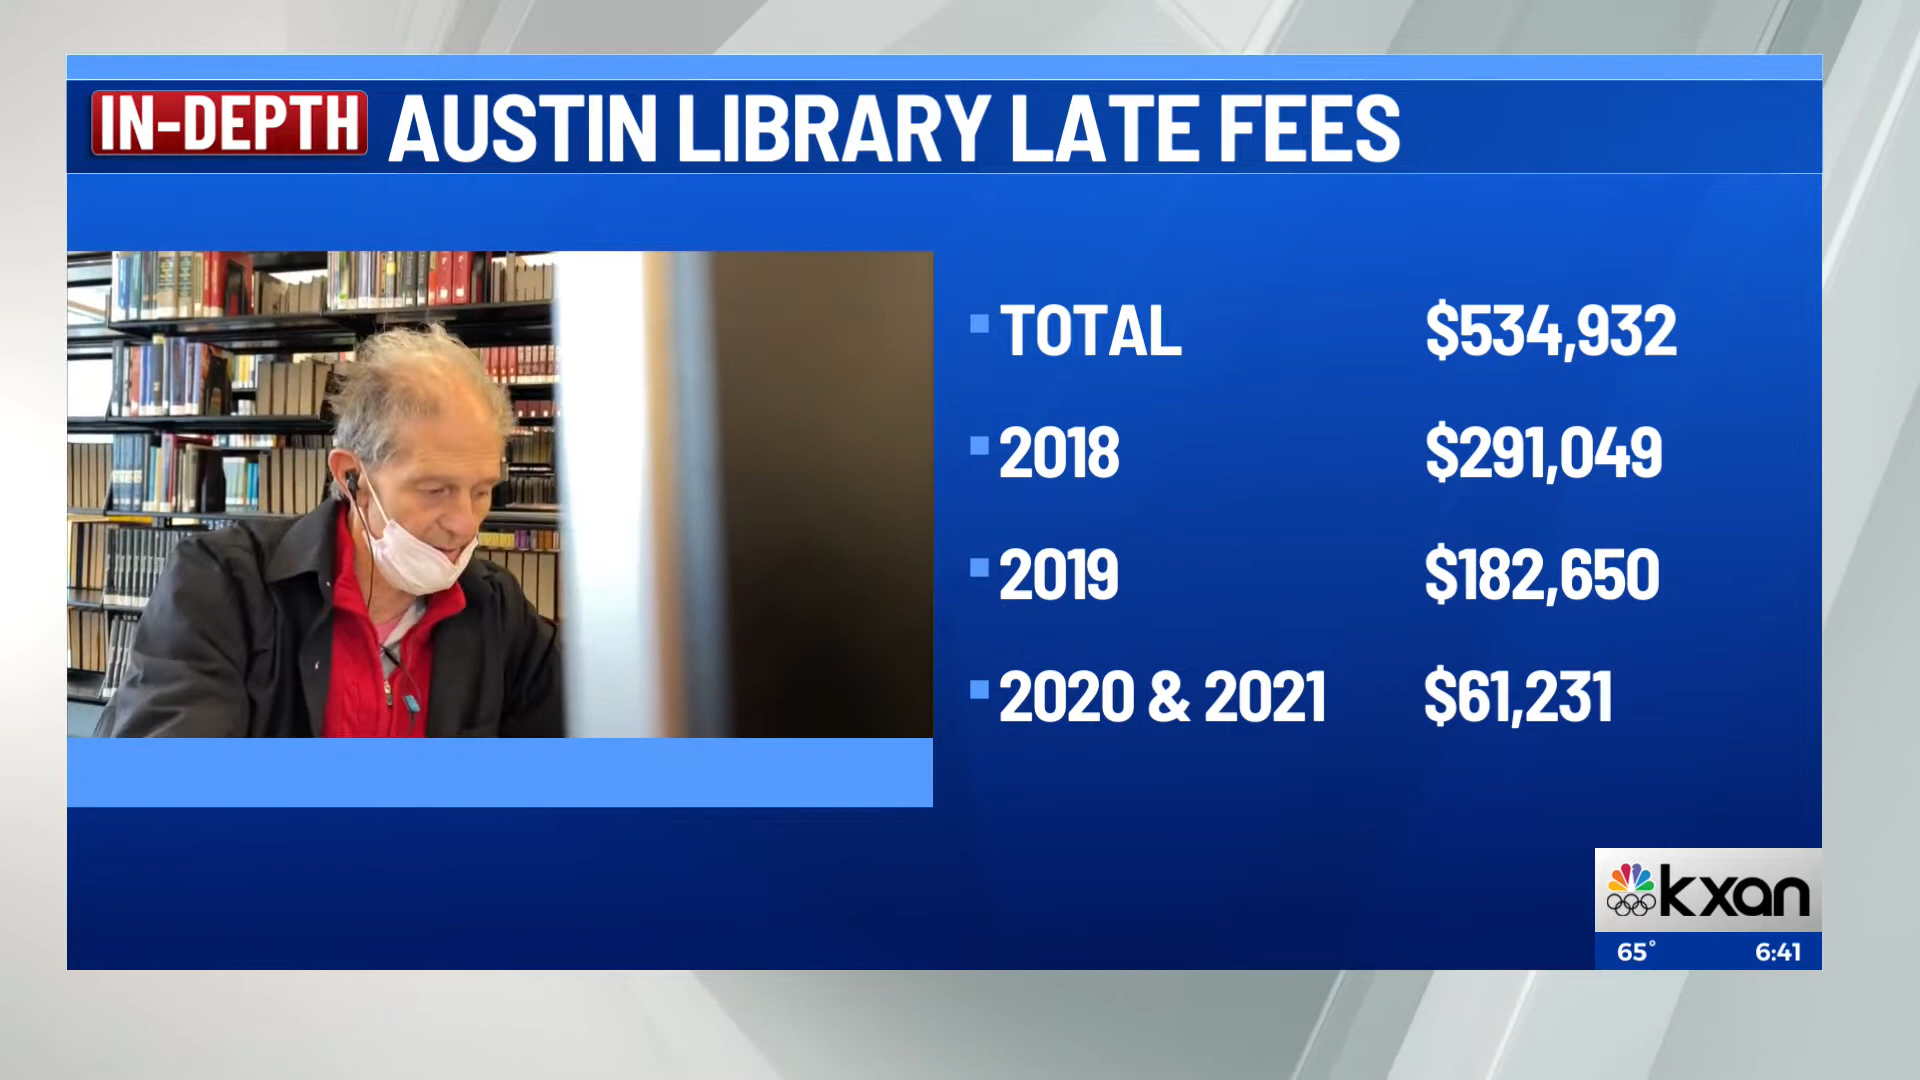 IN-DEPTH AUSTIN LIBRARY LATE FEES
TOTAL $534,932
2018 $291,049
2019 $182,650
2020 & 2021 $61,231
kxan
65° 6:41